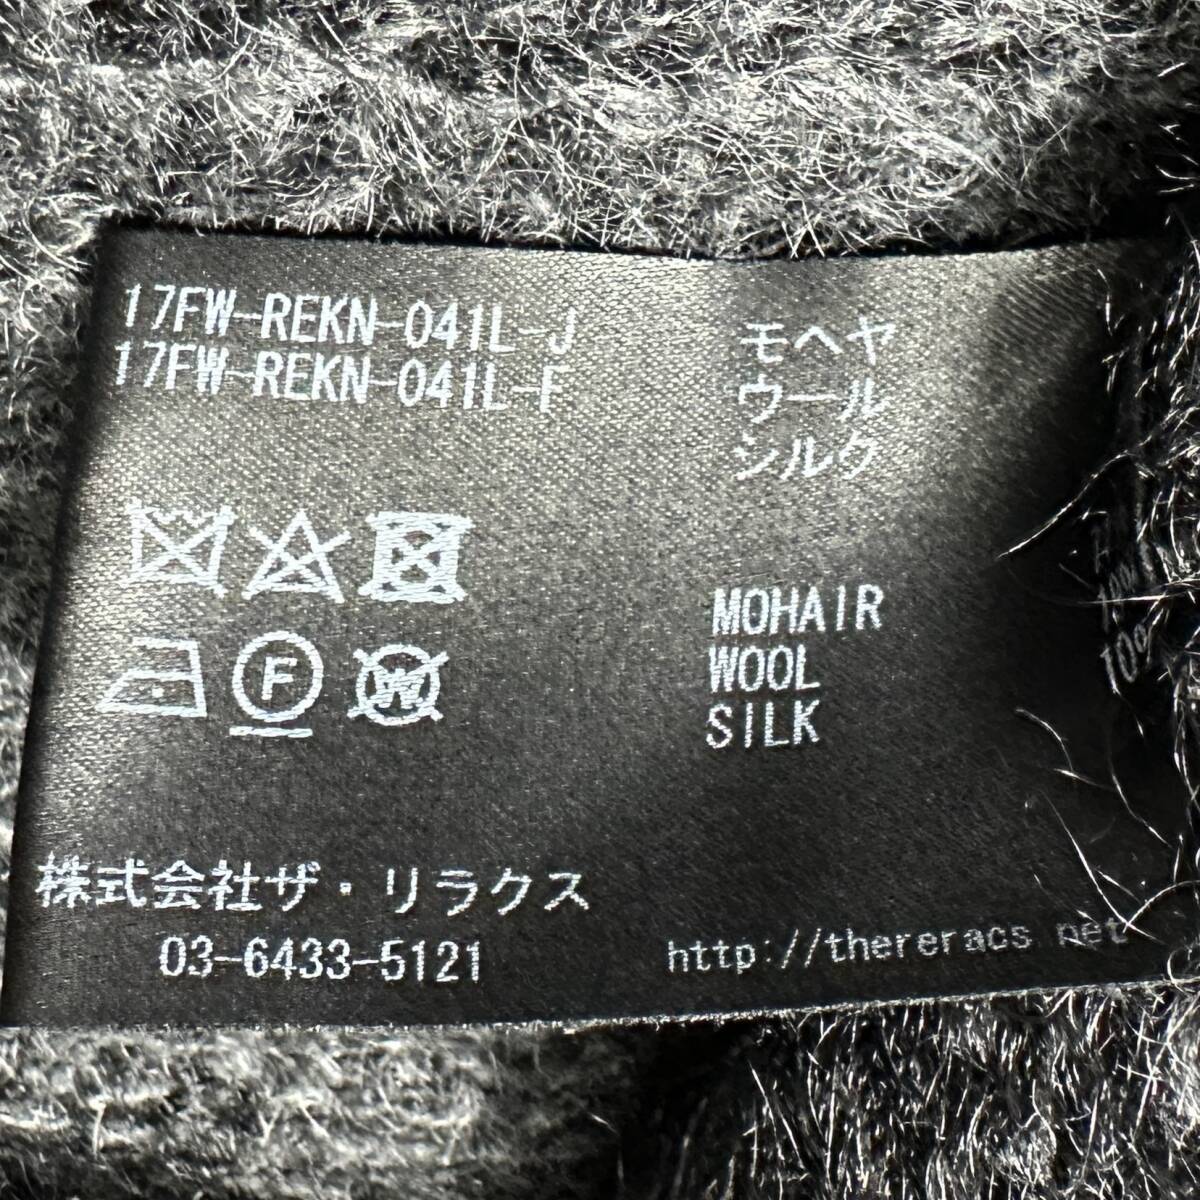 17FW-REKN-041L-J
17FW-REKN-041L-F
モヘヤ
ウール
シルク
F
W
MOHAIR
WOOL
SILK
株式会社ザ・リラクス
03-6433-5121
http://thereracs.net